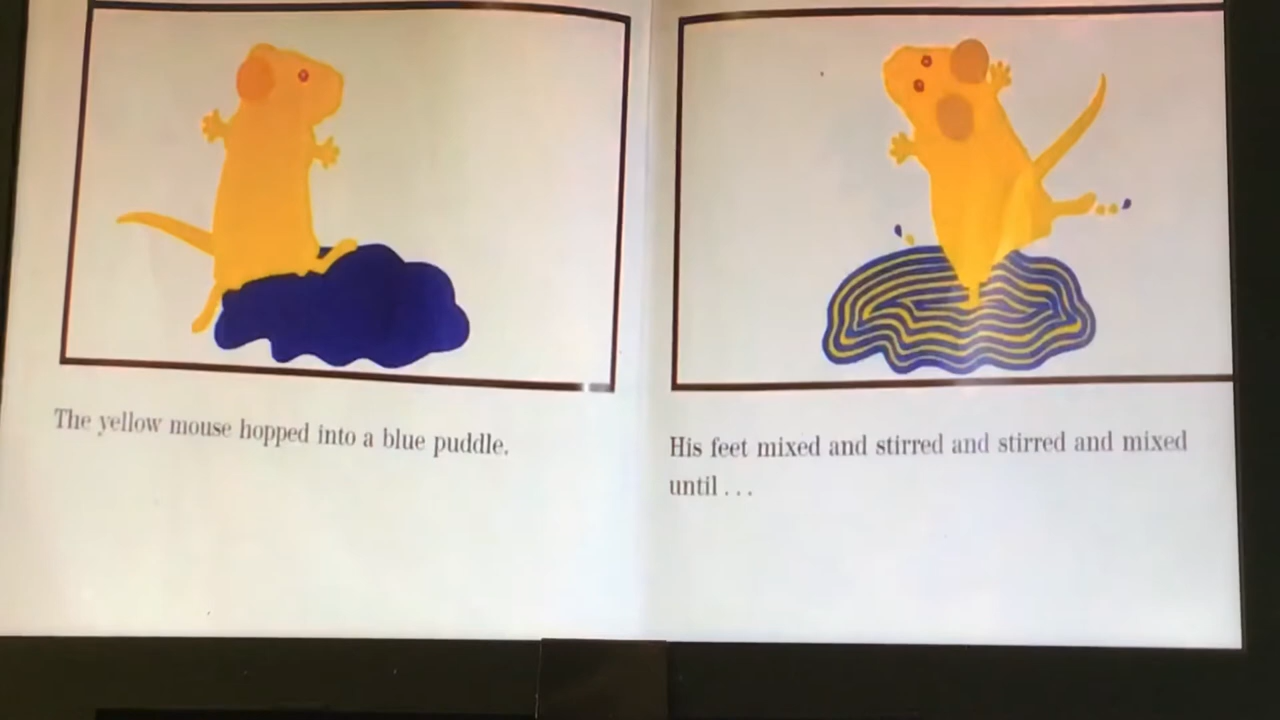 The yellow mouse hopped into a blue puddle.
His feet mixed and stirred and stirred and mixed
until . . .